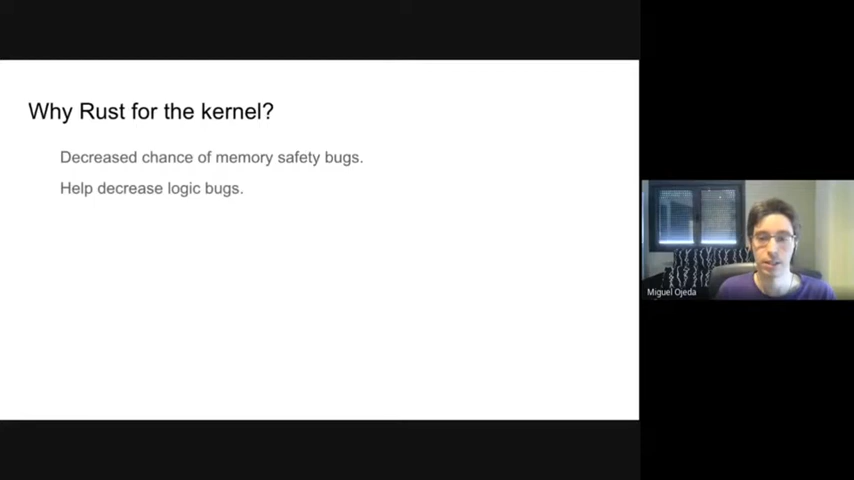 Why Rust for the kernel?
Decreased chance of memory safety bugs.
Help decrease logic bugs.
Miguel Ojeda